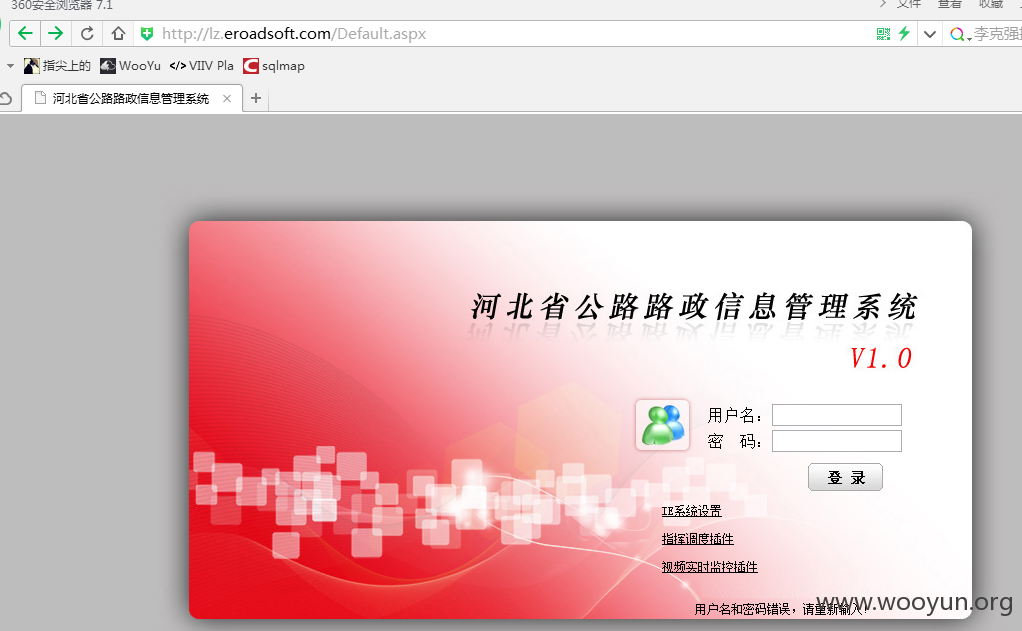 360安全浏览器 7.1
文件 查看 收藏
http://lz.eroadsoft.com/Default.aspx
李克强
指尖上的 WooYu </> VIIV Pla sqlmap
河北省公路路政信息管理系统
河北省公路路政信息管理系统
V1.0
用户名：
密 码：
登 录
IE系统设置
指挥调度插件
视频实时监控插件
用户名和密码错误，请重新输入!
www.wooyun.org